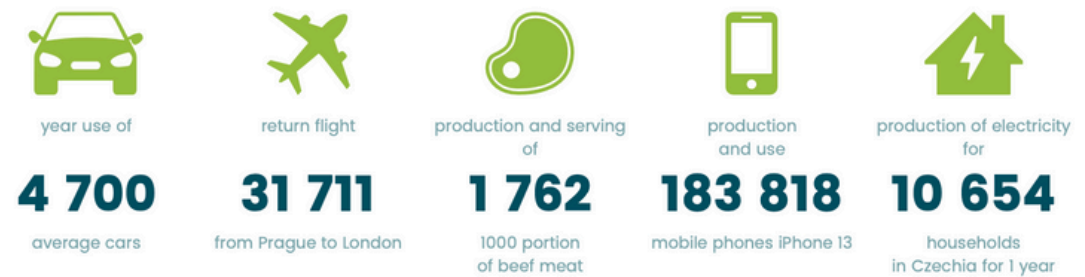 year use of
4 700
average cars
return flight
31 711
from Prague to London
production and serving
of
1 762
1000 portion
of beef meat
production
and use
183 818
mobile phones iPhone 13
production of electricity
for
10 654
households
in Czechia for 1 year